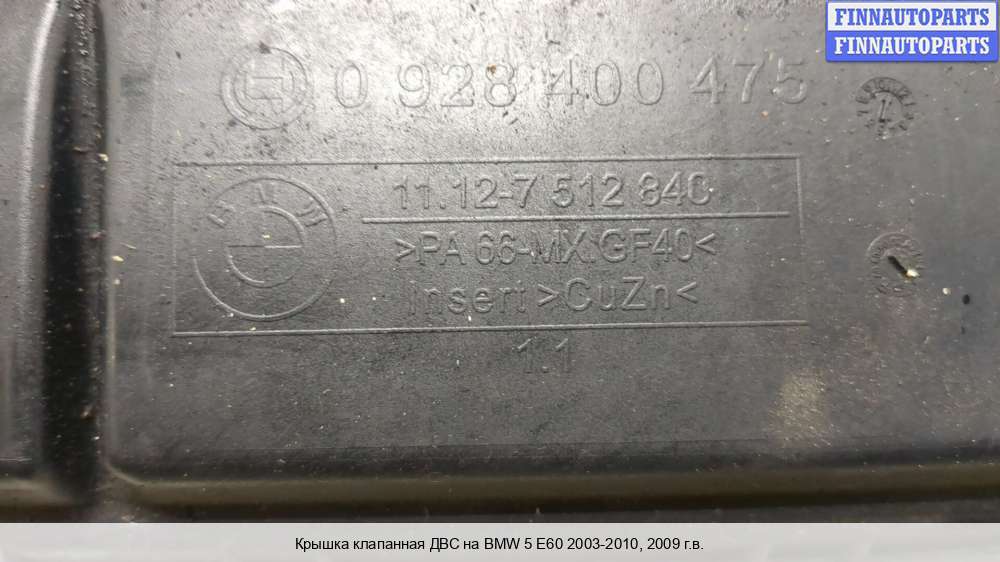 FINNAUTOPARTS
FINNAUTOPARTS
0 928 400 475
BMW
11.12-7 512 840
>PA 66-MX.GF40<
Insert >CuZn<
1.1
Крышка клапанная ДВС на BMW 5 E60 2003-2010, 2009 г.в.